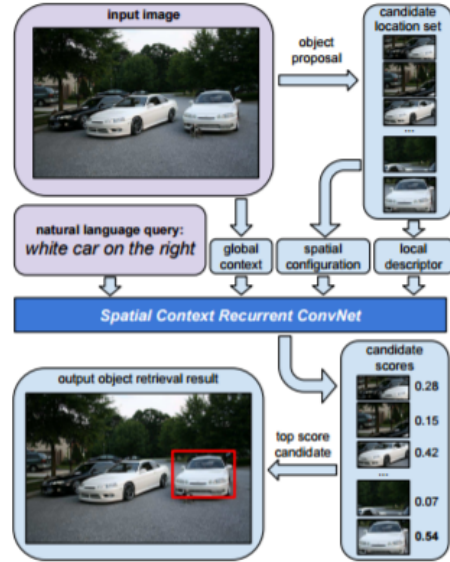 input image
object
proposal
candidate
location set
...
natural language query:
white car on the right
global
context
spatial
configuration
local
descriptor
Spatial Context Recurrent ConvNet
output object retrieval result
top score
candidate
candidate
scores
0.28
0.15
0.42
...
0.07
0.54